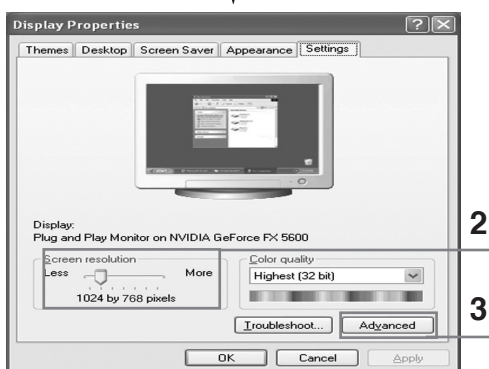 Display Properties
Themes Desktop Screen Saver Appearance Settings
Display:
Plug and Play Monitor on NVIDIA GeForce FX 5600
Screen resolution
Less More
1024 by 768 pixels
Color quality
Highest (32 bit)
2
Troubleshoot... Advanced
3
OK Cancel Apply